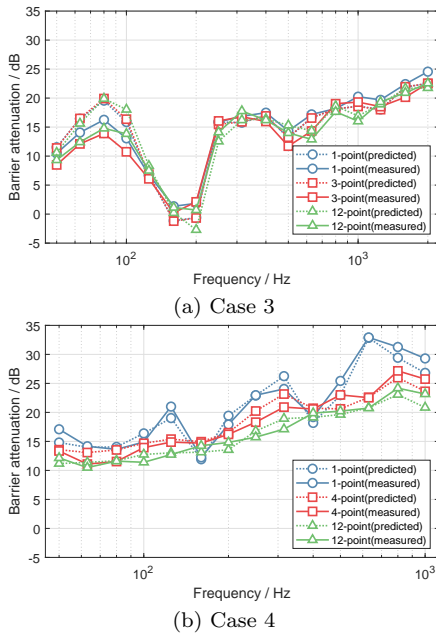 35
30
25
20
15
10
5
0
-5
Barrier attenuation / dB
1-point(predicted)
1-point(measured)
3-point(predicted)
3-point(measured)
12-point(predicted)
12-point(measured)
10² 10³
Frequency / Hz
(a) Case 3
35
30
25
20
15
10
5
0
-5
Barrier attenuation / dB
1-point(predicted)
1-point(measured)
4-point(predicted)
4-point(measured)
12-point(predicted)
12-point(measured)
10² 10³
Frequency / Hz
(b) Case 4